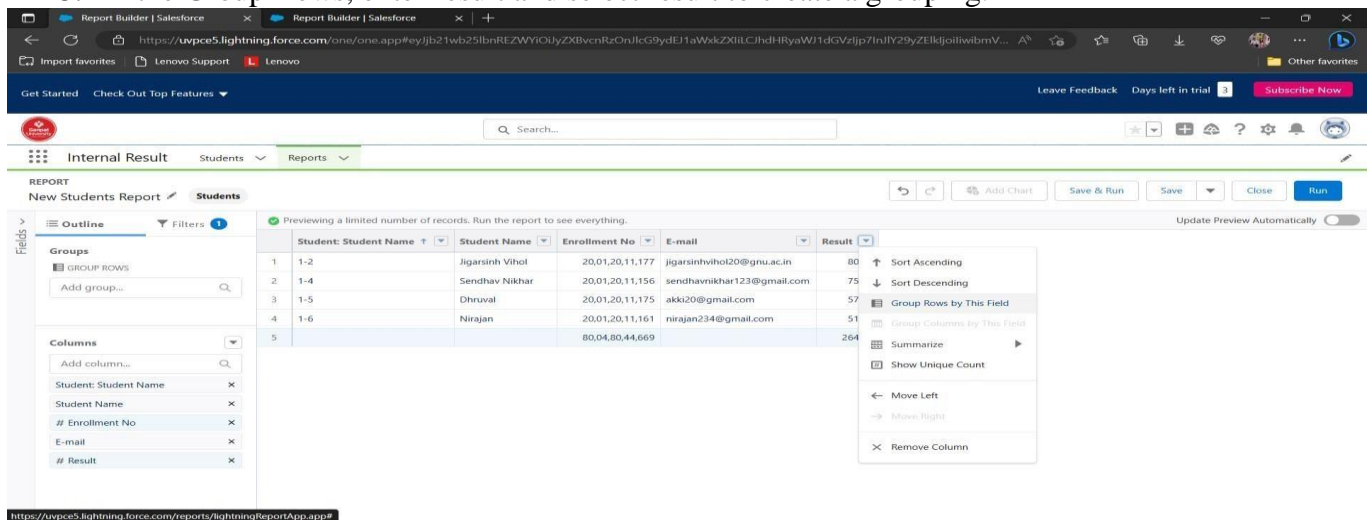 Report Builder | Salesforce
Report Builder | Salesforce
Import favorites Lenovo Support L Lenovo Other favorites
Get Started Check Out Top Features Leave Feedback Days left in trial 3 Subscribe Now
Search...
Internal Result Students Reports
REPORT
New Students Report Students
Add Chart Save & Run Save Close Run
Fields
Outline Filters 1
Previewing a limited number of records. Run the report to see everything. Update Preview Automatically
Groups
GROUP ROWS
Add group...
Columns
Add column...
Student: Student Name
Student Name
# Enrollment No
E-mail
# Result
Student: Student Name Student Name Enrollment No E-mail Result
1 1-2 Jigarsinh Vihol 20,01,20,11,177 jigarsinhvihol20@gnu.ac.in 80
2 1-4 Sendhav Nikhar 20,01,20,11,156 sendhavnikhar123@gmail.com 75
3 1-5 Dhruval 20,01,20,11,175 akki20@gmail.com 57
4 1-6 Nirajan 20,01,20,11,161 nirajan234@gmail.com 51
5 80,04,80,44,669 264
Sort Ascending
Sort Descending
Group Rows by This Field
Group Columns by This Field
Summarize
Show Unique Count
Move Left
Move Right
Remove Column
https://uvpce5.lightning.force.com/reports/lightningReportApp.app#